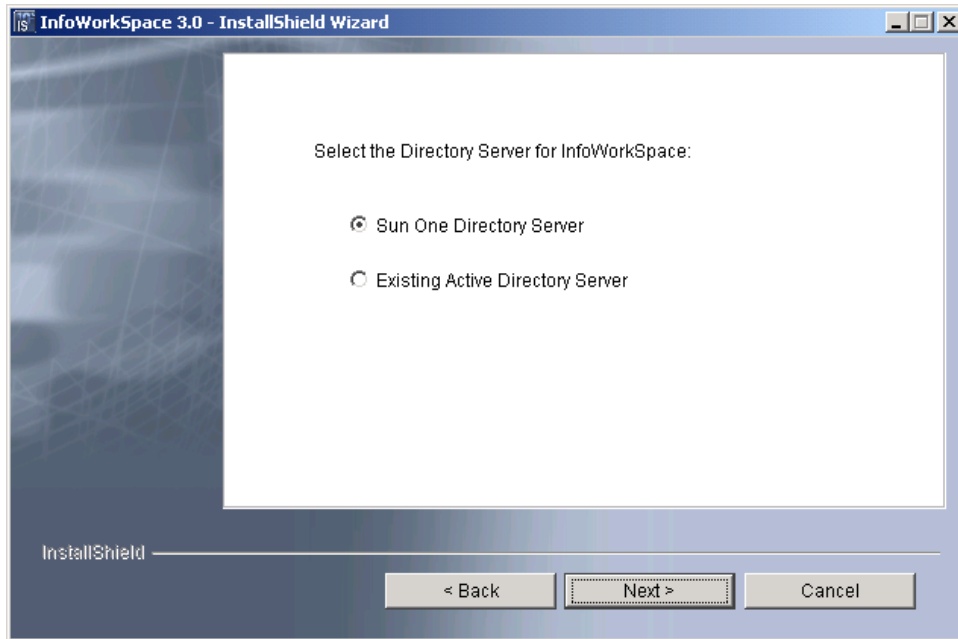 InfoWorkSpace 3.0 - InstallShield Wizard
Select the Directory Server for InfoWorkSpace:
Sun One Directory Server
Existing Active Directory Server
InstallShield
< Back
Next >
Cancel